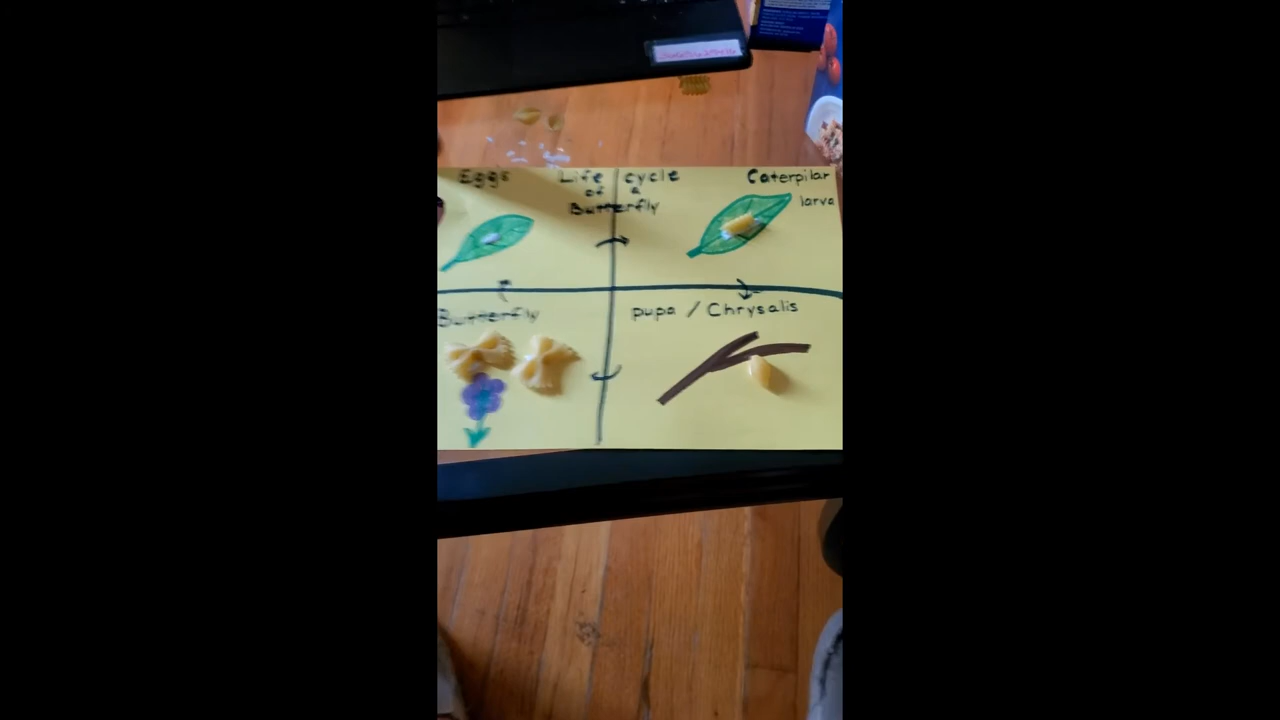 Eggs
Life cycle
of a
Butterfly
Caterpilar
larva
Butterfly
pupa / Chrysalis